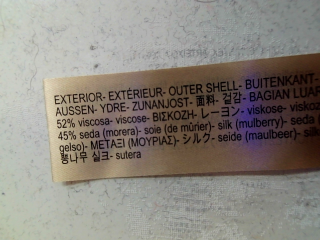 EXTERIOR- EXTÉRIEUR- OUTER SHELL- BUITENKANT-
AUSSEN- YDRE- ZUNANJOST- 面料- 겉감- BAGIAN LUAR
52% viscosa- viscose- ΒΙΣΚΟΖΗ- レーヨン- viskose- viskoz
45% seda (morera)- soie (de mûrier)- silk (mulberry)- seda (
gelso)- ΜΕΤΑΞΙ (ΜΟΥΡΙΑΣ)- シルク- seide (maulbeer)- silk
뽕나무 실크- sutera